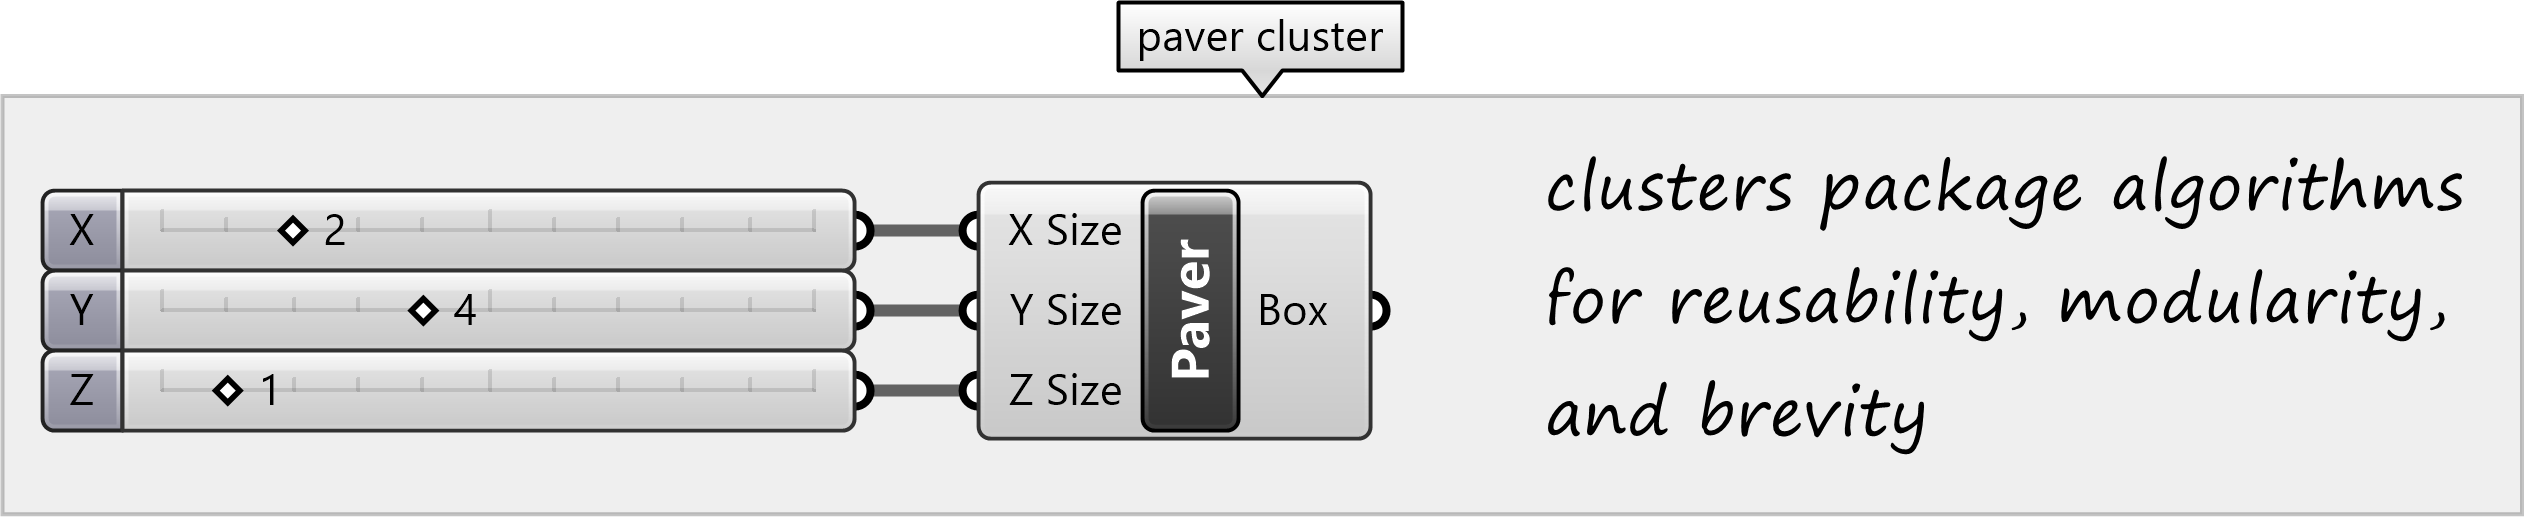 paver cluster
X 2
Y 4
Z 1
X Size
Y Size
Z Size
Paver
Box
clusters package algorithms
for reusability, modularity,
and brevity